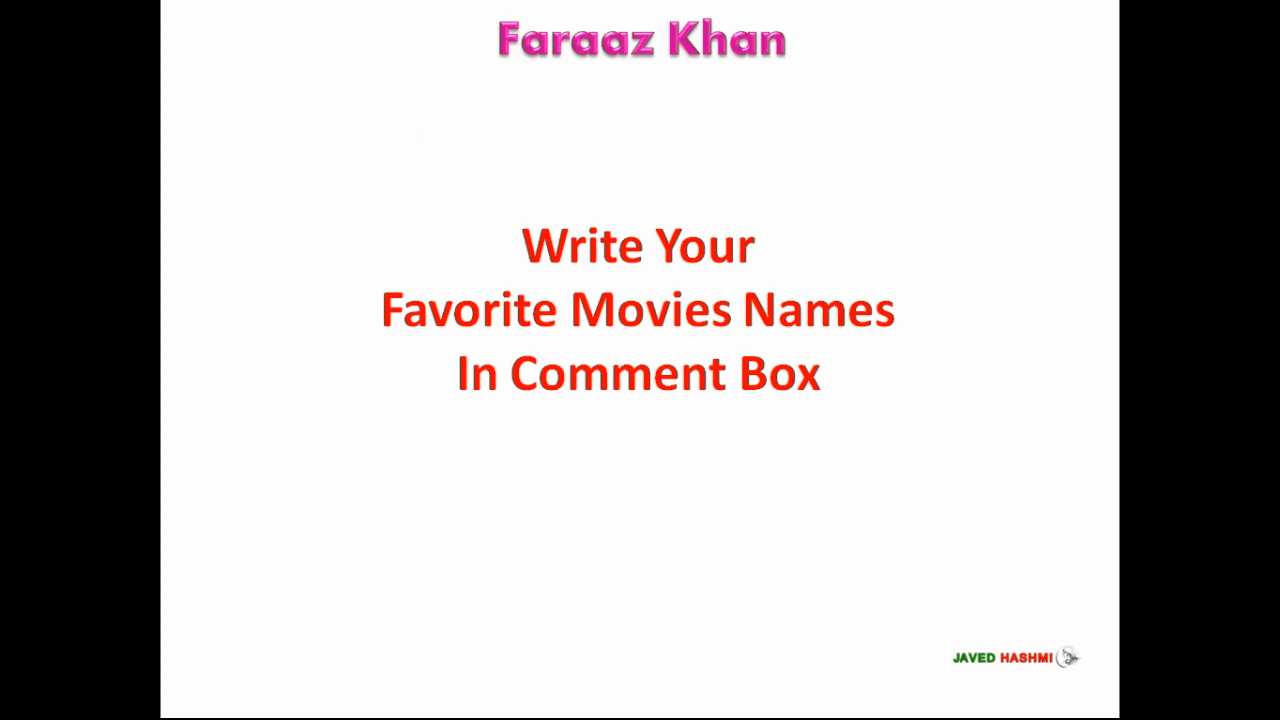 Faraaz Khan
Write Your
Favorite Movies Names
In Comment Box
JAVED HASHMI